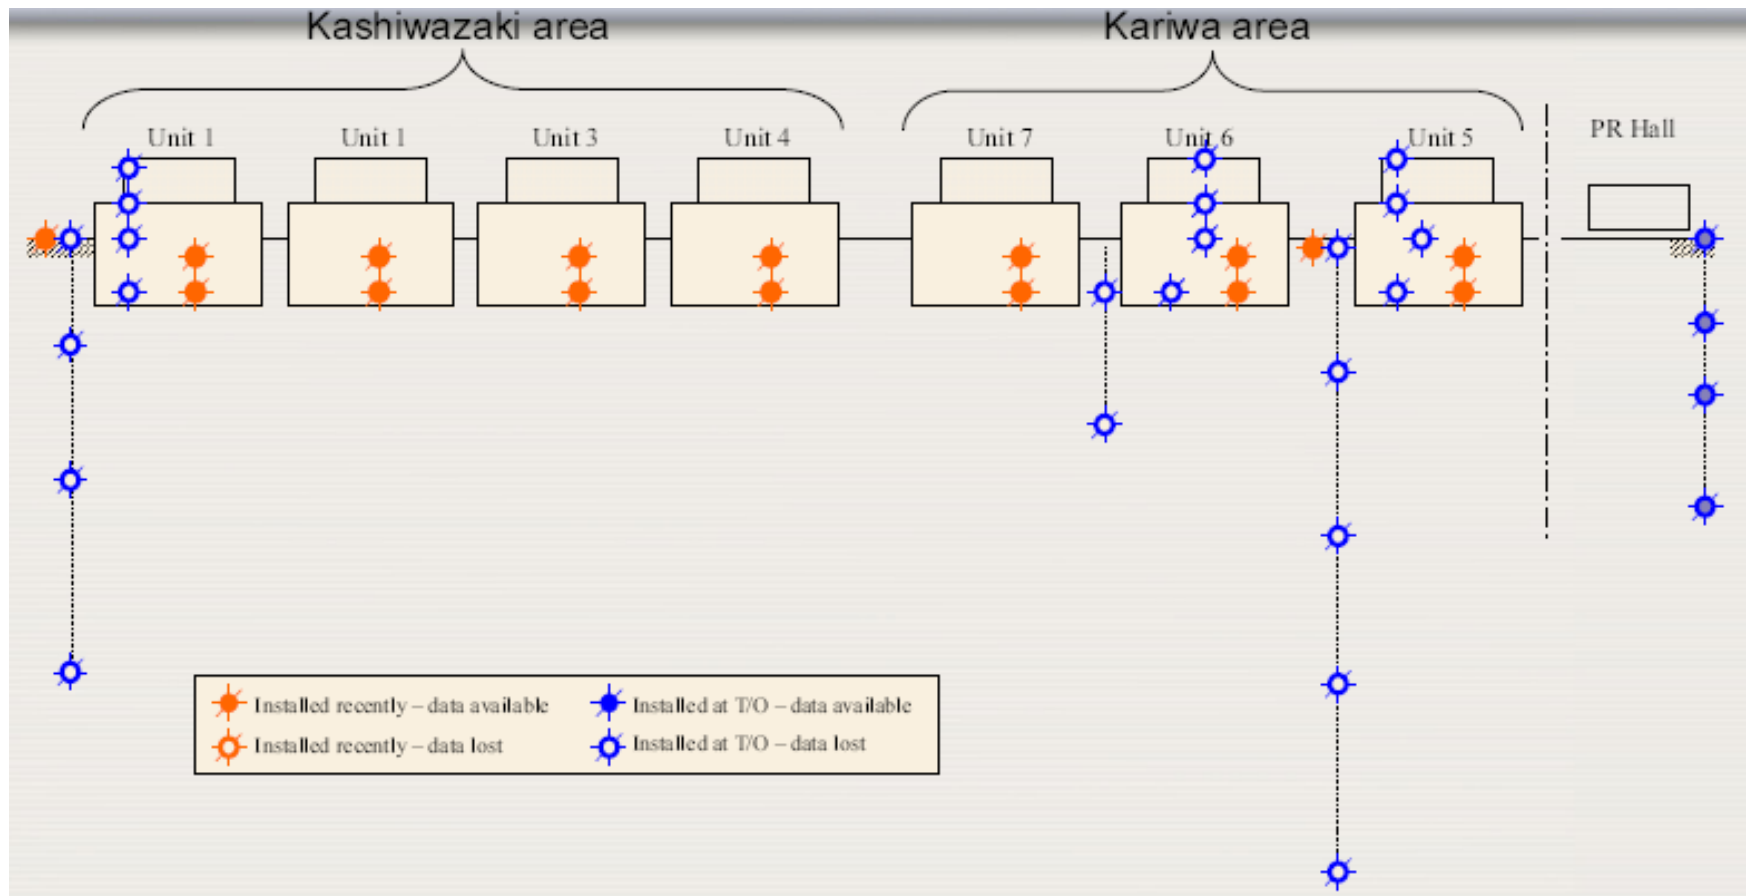 Kashiwazaki area
Kariwa area
Unit 1
Unit 1
Unit 3
Unit 4
Unit 7
Unit 6
Unit 5
PR Hall
Installed recently – data available
Installed at T/O – data available
Installed recently – data lost
Installed at T/O – data lost